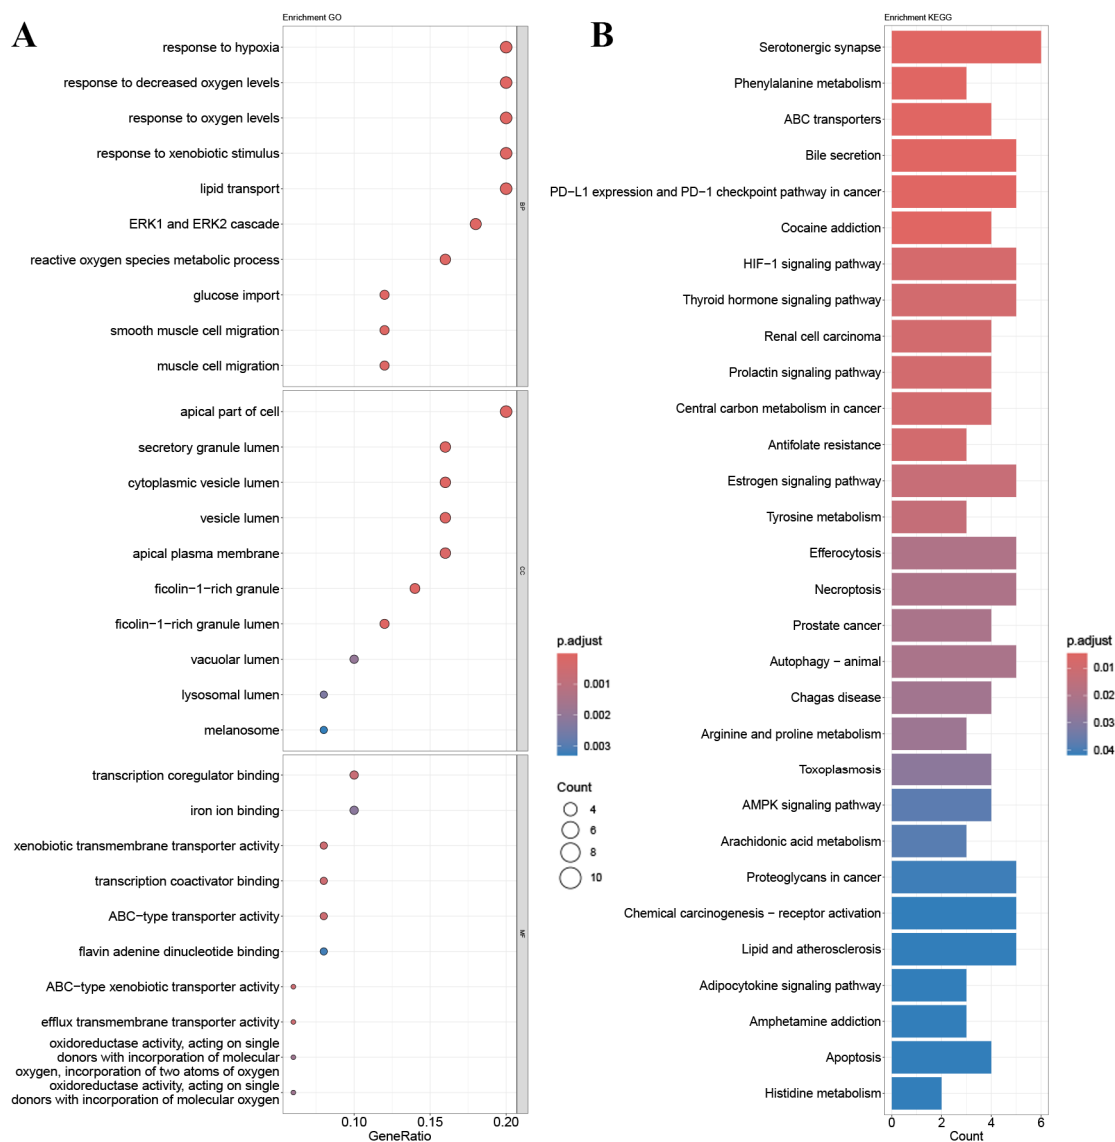 Enrichment GO
A
response to hypoxia
response to decreased oxygen levels
response to oxygen levels
response to xenobiotic stimulus
lipid transport
ERK1 and ERK2 cascade
reactive oxygen species metabolic process
glucose import
smooth muscle cell migration
muscle cell migration
BP
apical part of cell
secretory granule lumen
cytoplasmic vesicle lumen
vesicle lumen
apical plasma membrane
ficolin−1−rich granule
ficolin−1−rich granule lumen
vacuolar lumen
lysosomal lumen
melanosome
CC
transcription coregulator binding
iron ion binding
xenobiotic transmembrane transporter activity
transcription coactivator binding
ABC−type transporter activity
flavin adenine dinucleotide binding
ABC−type xenobiotic transporter activity
efflux transmembrane transporter activity
oxidoreductase activity, acting on single
donors with incorporation of molecular
oxygen, incorporation of two atoms of oxygen
oxidoreductase activity, acting on single
donors with incorporation of molecular oxygen
MF
0.10 0.15 0.20
GeneRatio
p.adjust
0.001
0.002
0.003
Count
4
6
8
10
Enrichment KEGG
B
Serotonergic synapse
Phenylalanine metabolism
ABC transporters
Bile secretion
PD−L1 expression and PD−1 checkpoint pathway in cancer
Cocaine addiction
HIF−1 signaling pathway
Thyroid hormone signaling pathway
Renal cell carcinoma
Prolactin signaling pathway
Central carbon metabolism in cancer
Antifolate resistance
Estrogen signaling pathway
Tyrosine metabolism
Efferocytosis
Necroptosis
Prostate cancer
Autophagy − animal
Chagas disease
Arginine and proline metabolism
Toxoplasmosis
AMPK signaling pathway
Arachidonic acid metabolism
Proteoglycans in cancer
Chemical carcinogenesis − receptor activation
Lipid and atherosclerosis
Adipocytokine signaling pathway
Amphetamine addiction
Apoptosis
Histidine metabolism
0 2 4 6
Count
p.adjust
0.01
0.02
0.03
0.04